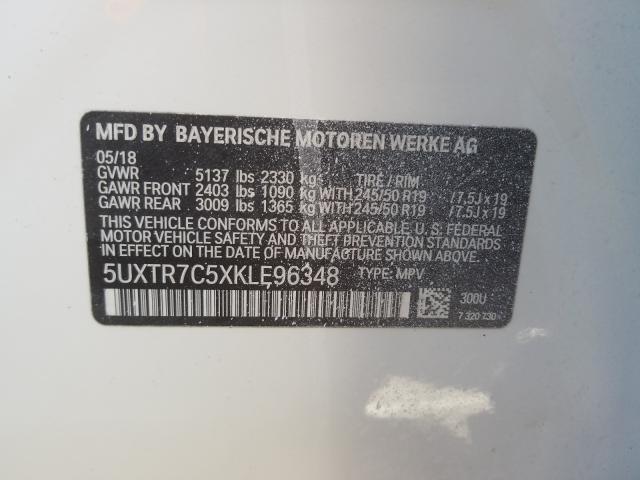 MFD BY BAYERISCHE MOTOREN WERKE AG
05/18
GVWR 5137 lbs 2330 kg TIRE / RIM
GAWR FRONT 2403 lbs 1090 kg WITH 245/50 R19 / 7.5J x 19
GAWR REAR 3009 lbs 1365 kg WITH 245/50 R19 / 7.5J x 19
THIS VEHICLE CONFORMS TO ALL APPLICABLE, U. S. FEDERAL
MOTOR VEHICLE SAFETY AND THEFT PREVENTION STANDARDS
IN EFFECT ON THE DATE OF MANUFACTURE SHOWN ABOVE.
5UXTR7C5XKLE96348 TYPE: MPV
300U
7 320 730